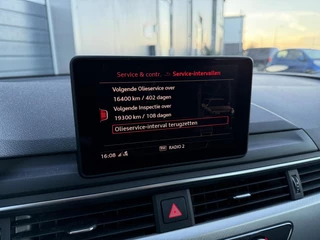 Service & contr. Service-intervallen
Volgende Olieservice over
16400 km / 402 dagen
Volgende Inspectie over
19300 km / 108 dagen
Olieservice-interval terugzetten
16:08 RADIO 2